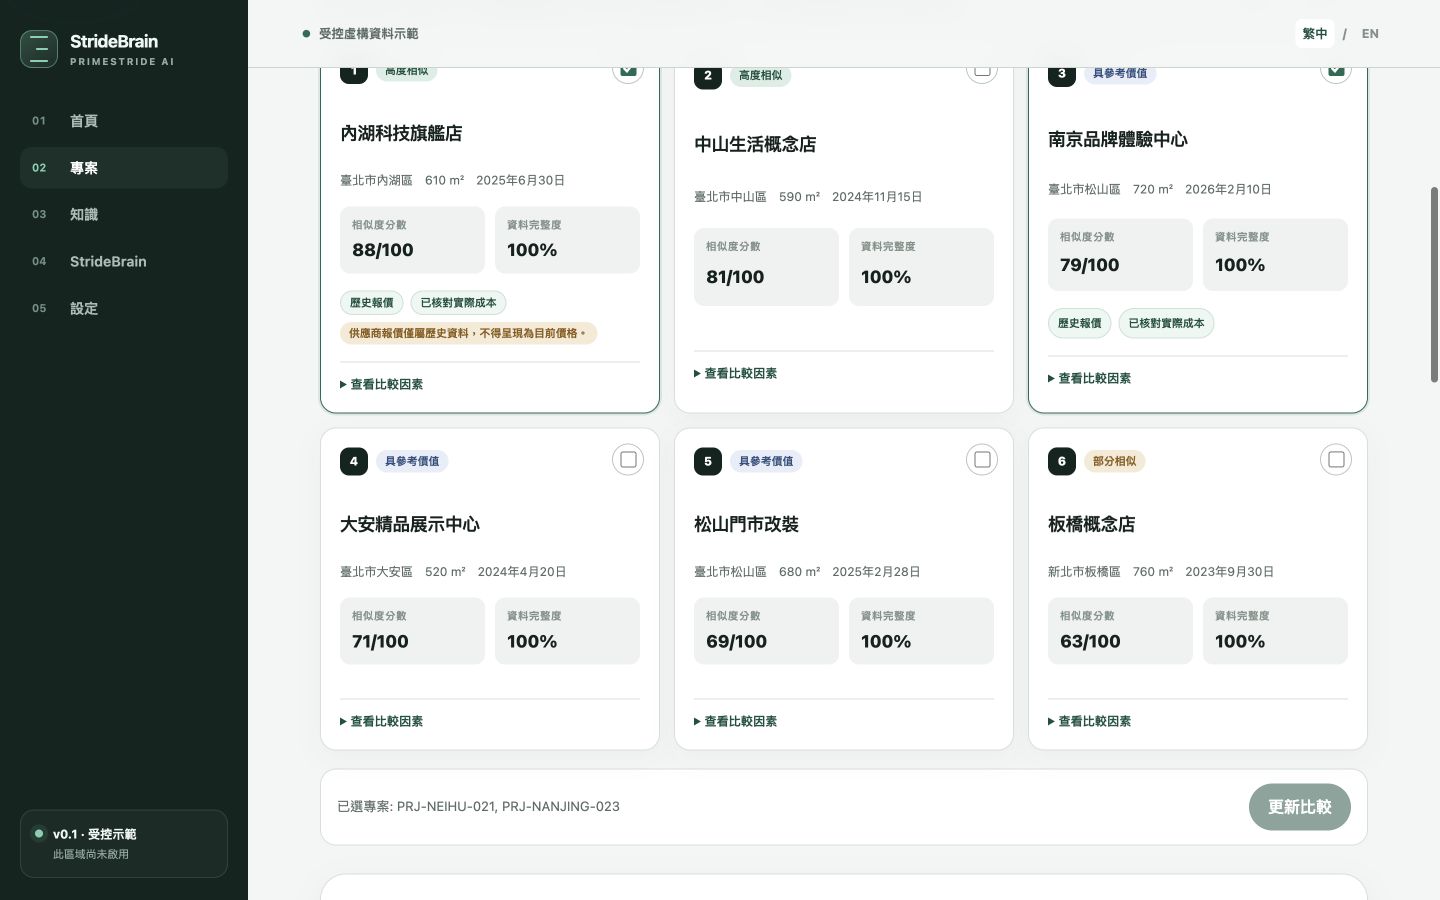 StrideBrain
PRIMESTRIDE AI
01 首頁
02 專案
03 知識
04 StrideBrain
05 設定
v0.1 · 受控示範
此區域尚未啟用
受控虛構資料示範
繁中 / EN
1 高度相似
內湖科技旗艦店
臺北市內湖區 610 m² 2025年6月30日
相似度分數 資料完整度
88/100 100%
歷史報價 已核對實際成本
供應商報價僅屬歷史資料，不得呈現為目前價格。
▶ 查看比較因素
2 高度相似
中山生活概念店
臺北市中山區 590 m² 2024年11月15日
相似度分數 資料完整度
81/100 100%
▶ 查看比較因素
3 具參考價值
南京品牌體驗中心
臺北市松山區 720 m² 2026年2月10日
相似度分數 資料完整度
79/100 100%
歷史報價 已核對實際成本
▶ 查看比較因素
4 具參考價值
大安精品展示中心
臺北市大安區 520 m² 2024年4月20日
相似度分數 資料完整度
71/100 100%
▶ 查看比較因素
5 具參考價值
松山門市改裝
臺北市松山區 680 m² 2025年2月28日
相似度分數 資料完整度
69/100 100%
▶ 查看比較因素
6 部分相似
板橋概念店
新北市板橋區 760 m² 2023年9月30日
相似度分數 資料完整度
63/100 100%
▶ 查看比較因素
已選專案: PRJ-NEIHU-021, PRJ-NANJING-023
更新比較